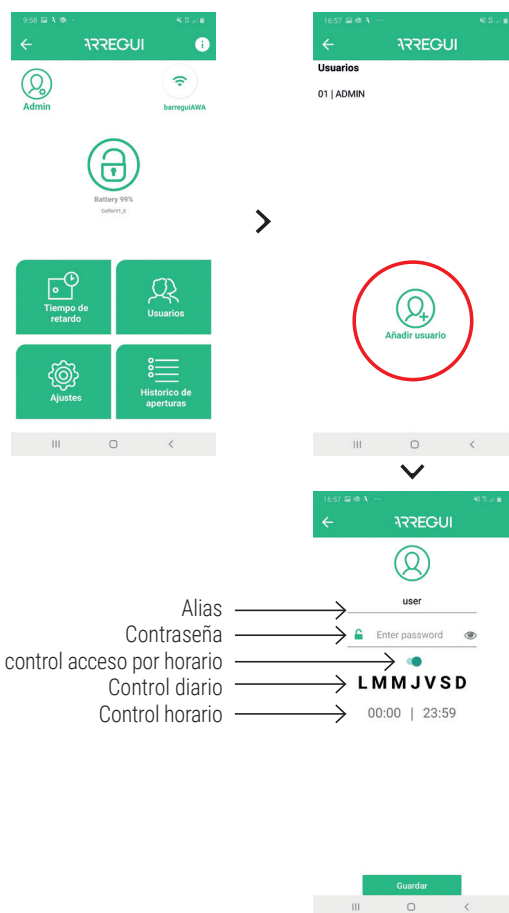 9:58
ARREGUI
Admin
barreguiAWA
Battery 99%
Tiempo de
retardo
Usuarios
Ajustes
Historico de
aperturas
>
16:57
ARREGUI
Usuarios
01 | ADMIN
Añadir usuario
16:57
ARREGUI
user
Enter password
LMMJVSD
00:00 | 23:59
Guardar
Alias
Contraseña
control acceso por horario
Control diario
Control horario